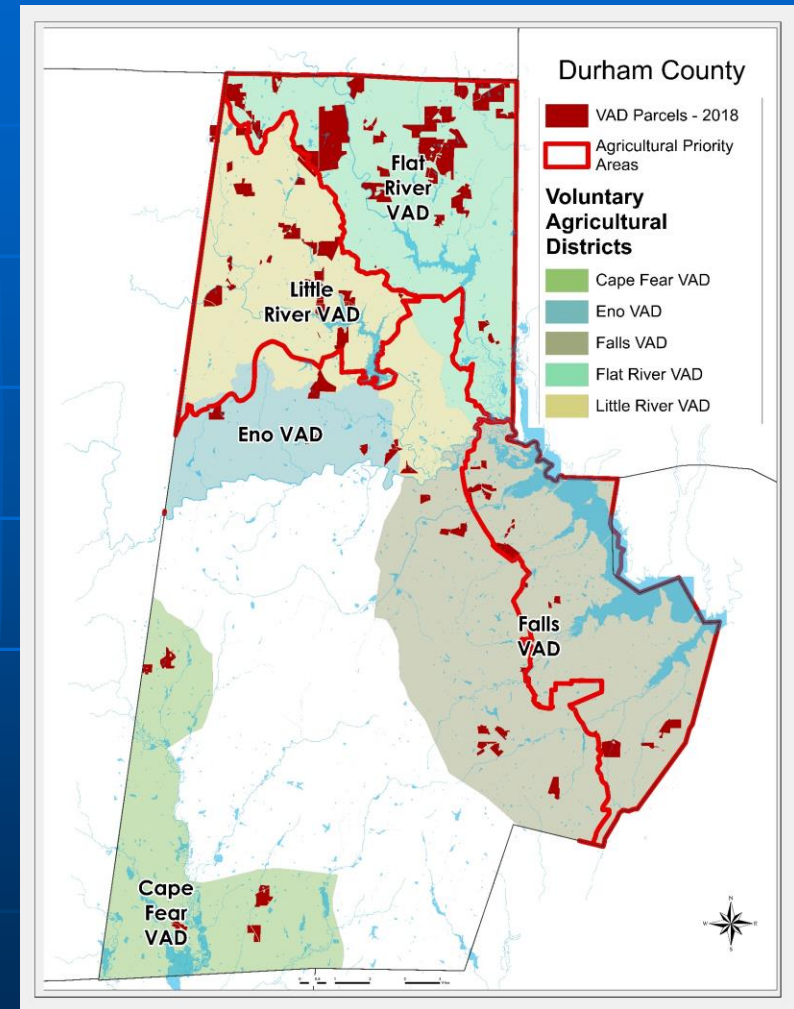 Durham County
VAD Parcels - 2018
Agricultural Priority
Areas
Voluntary
Agricultural
Districts
Cape Fear VAD
Eno VAD
Falls VAD
Flat River VAD
Little River VAD
Flat
River
VAD
Little
River VAD
Eno VAD
Falls
VAD
Cape
Fear
VAD
N
W
E
S